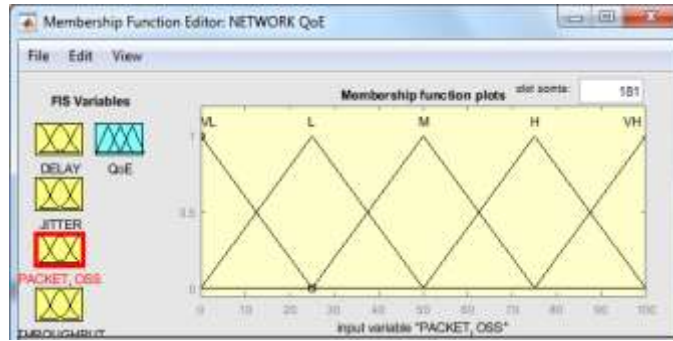 Membership Function Editor: NETWORK QoE
File Edit View
FIS Variables
Membership function plots
plot points:
181
DELAY
QoE
JITTER
PACKET, OSS
THROUGHPUT
VL L M H VH
1
0.5
0
0 10 20 30 40 50 60 70 80 90 100
input variable "PACKET, OSS"